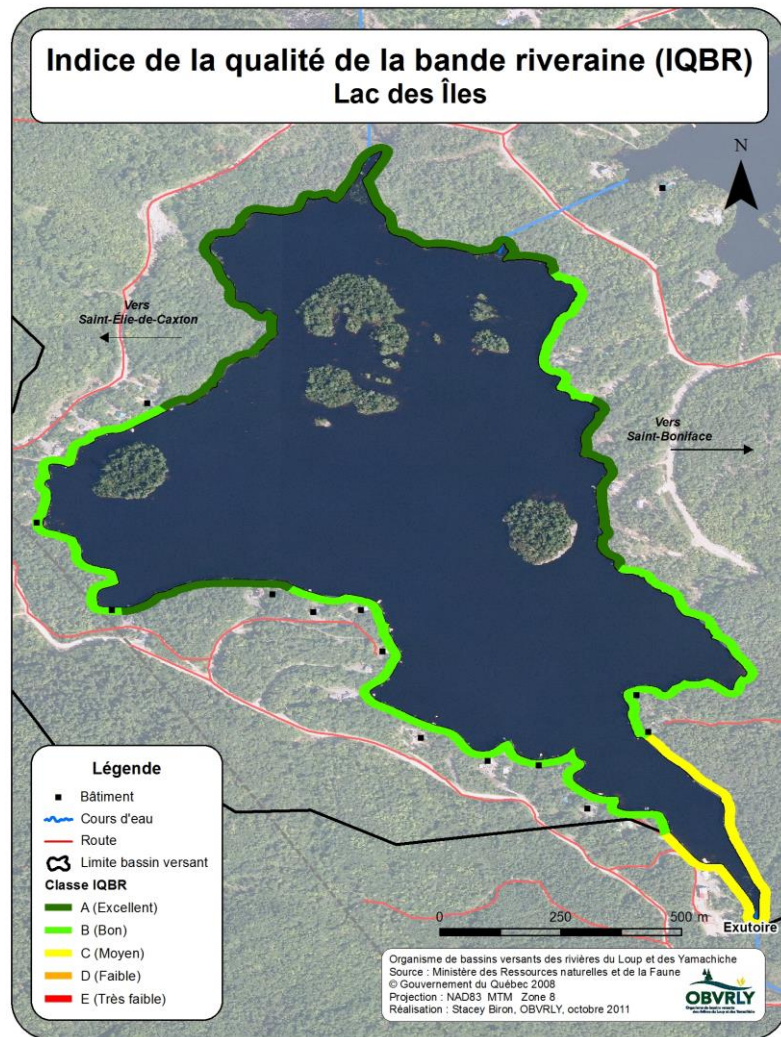 Indice de la qualité de la bande riveraine (IQBR)
Lac des Îles
N
Vers
Saint-Élie-de-Caxton
Vers
Saint-Boniface
Légende
Bâtiment
Cours d'eau
Route
Limite bassin versant
Classe IQBR
A (Excellent)
B (Bon)
C (Moyen)
D (Faible)
E (Très faible)
0 250 500 m
Exutoire
Organisme de bassins versants des rivières du Loup et des Yamachiche
Source : Ministère des Ressources naturelles et de la Faune
© Gouvernement du Québec 2008
Projection : NAD83 MTM Zone 8
Réalisation : Stacey Biron, OBVRLY, octobre 2011
OBVRLY